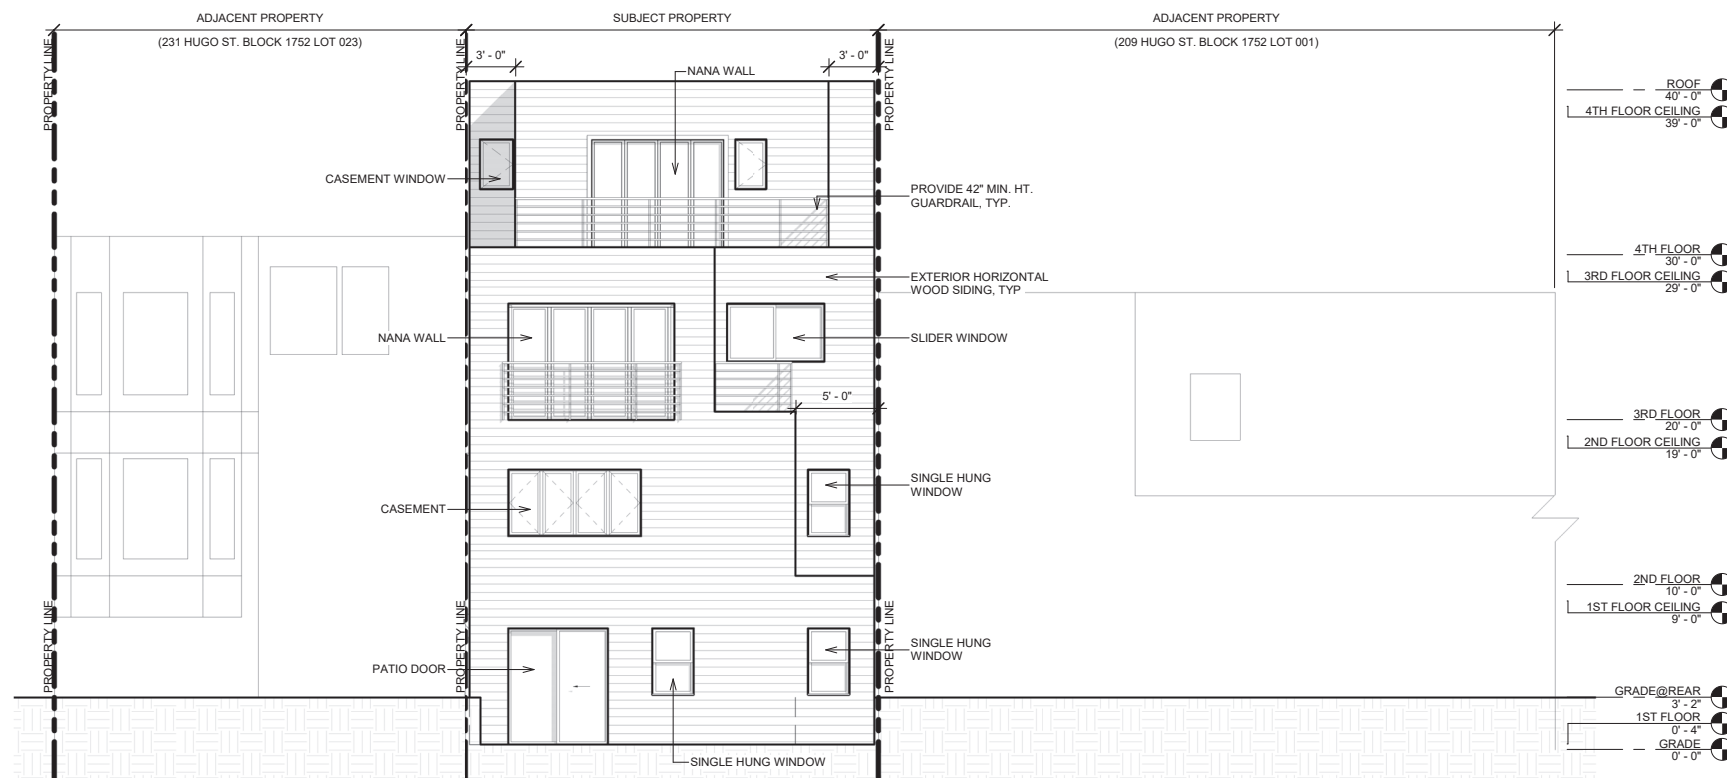 ADJACENT PROPERTY
(231 HUGO ST. BLOCK 1752 LOT 023)
SUBJECT PROPERTY
ADJACENT PROPERTY
(209 HUGO ST. BLOCK 1752 LOT 001)
PROPERTY LINE
PROPERTY LINE
PROPERTY LINE
3' - 0"
3' - 0"
NANA WALL
CASEMENT WINDOW
PROVIDE 42" MIN. HT.
GUARDRAIL, TYP.
EXTERIOR HORIZONTAL
WOOD SIDING, TYP
NANA WALL
SLIDER WINDOW
5' - 0"
CASEMENT
SINGLE HUNG
WINDOW
PROPERTY LINE
PROPERTY LINE
PROPERTY LINE
PATIO DOOR
SINGLE HUNG
WINDOW
SINGLE HUNG WINDOW
ROOF
40' - 0"
4TH FLOOR CEILING
39' - 0"
4TH FLOOR
30' - 0"
3RD FLOOR CEILING
29' - 0"
3RD FLOOR
20' - 0"
2ND FLOOR CEILING
19' - 0"
2ND FLOOR
10' - 0"
1ST FLOOR CEILING
9' - 0"
GRADE@REAR
3' - 2"
1ST FLOOR
0' - 4"
GRADE
0' - 0"